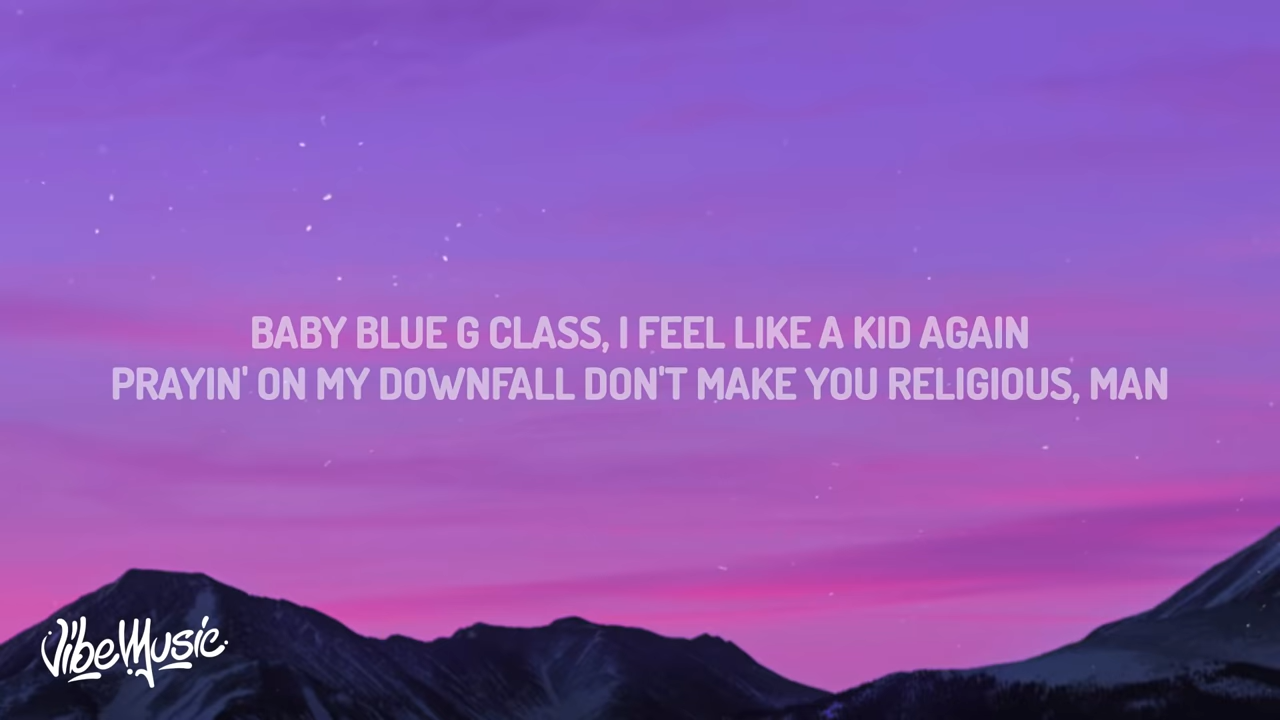 BABY BLUE G CLASS, I FEEL LIKE A KID AGAIN
PRAYIN' ON MY DOWNFALL DON'T MAKE YOU RELIGIOUS, MAN
VibeMusic